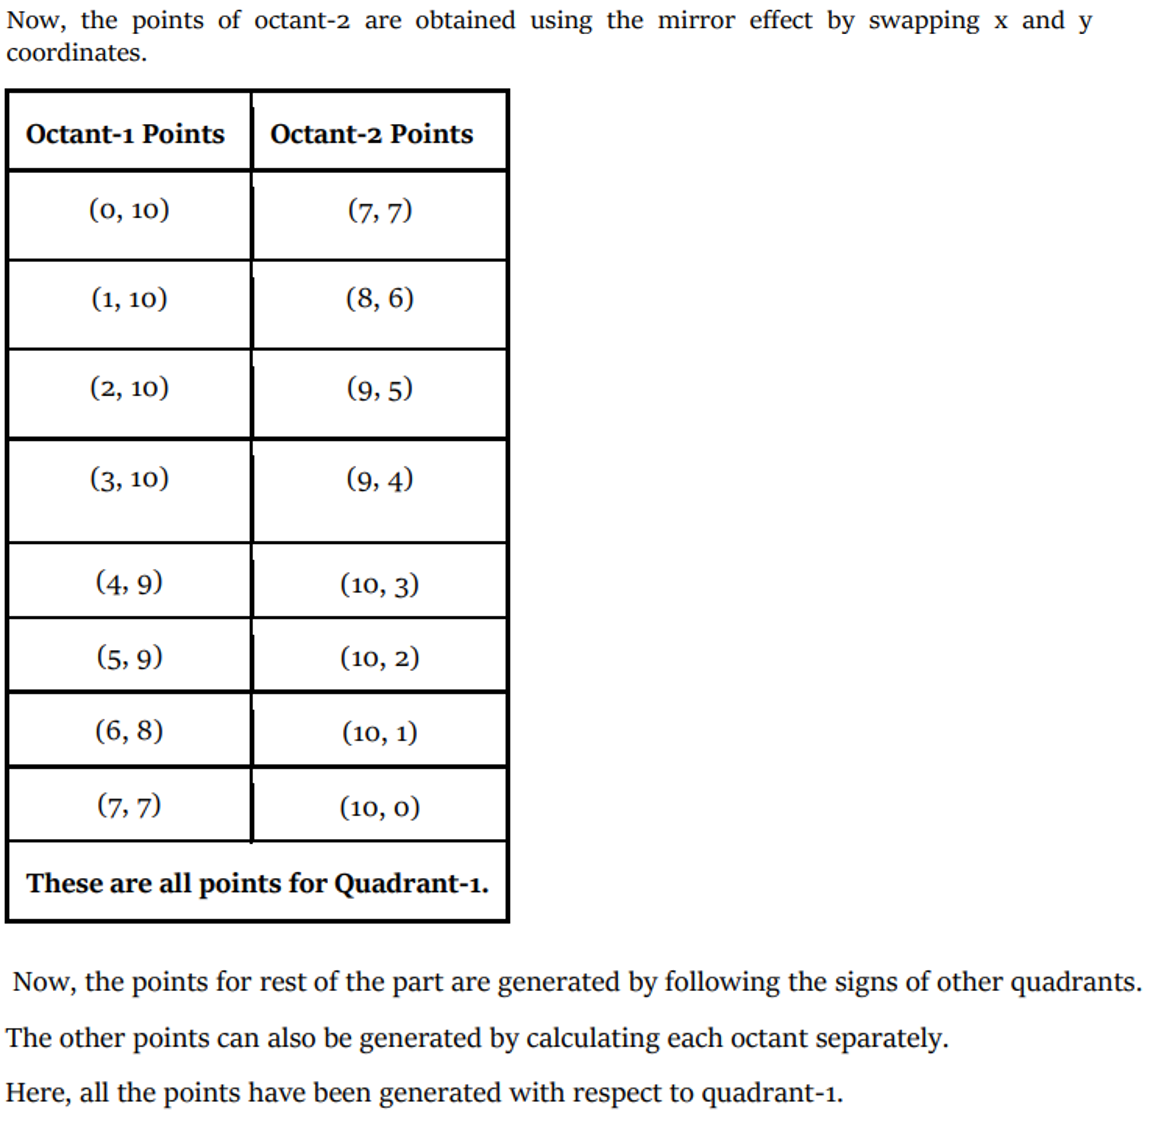 Now, the points of octant-2 are obtained using the mirror effect by swapping x and y
coordinates.
Octant-1 Points Octant-2 Points
(0, 10) (7, 7)
(1, 10) (8, 6)
(2, 10) (9, 5)
(3, 10) (9, 4)
(4, 9) (10, 3)
(5, 9) (10, 2)
(6, 8) (10, 1)
(7, 7) (10, 0)
These are all points for Quadrant-1.
Now, the points for rest of the part are generated by following the signs of other quadrants.
The other points can also be generated by calculating each octant separately.
Here, all the points have been generated with respect to quadrant-1.